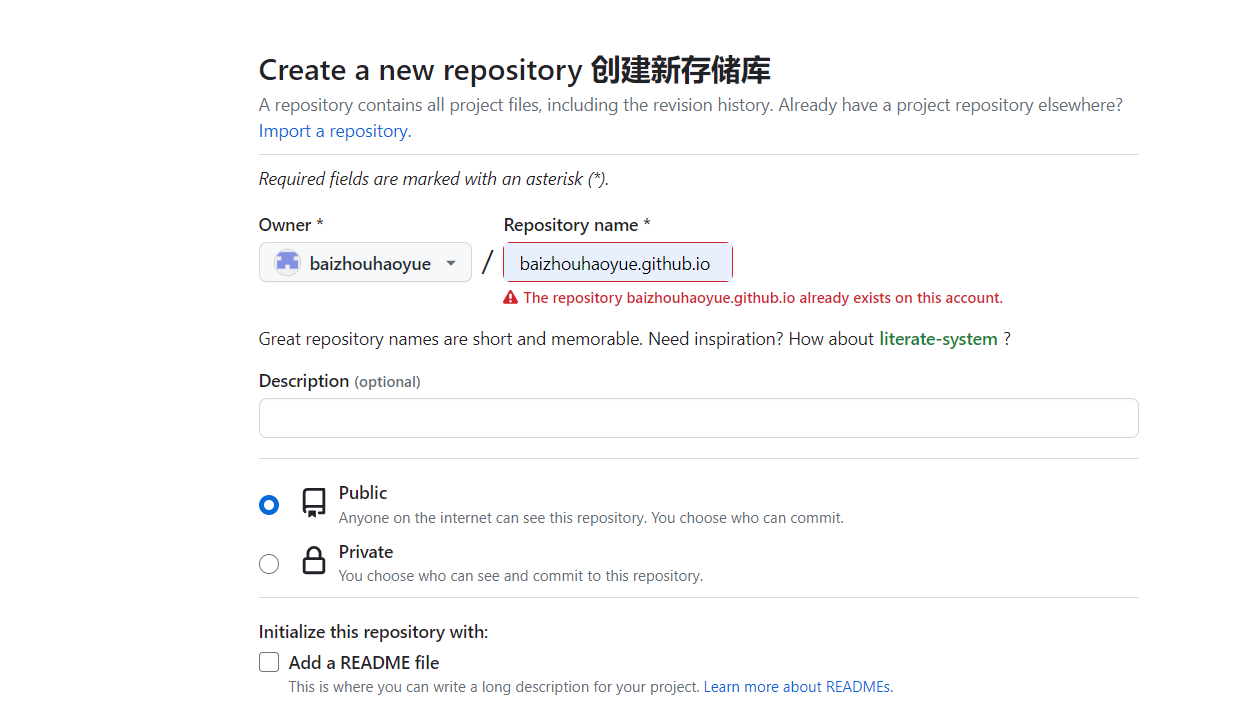 Create a new repository 创建新存储库
A repository contains all project files, including the revision history. Already have a project repository elsewhere?
Import a repository.
Required fields are marked with an asterisk (*).
Owner *
Repository name *
baizhouhaoyue
/
baizhouhaoyue.github.io
The repository baizhouhaoyue.github.io already exists on this account.
Great repository names are short and memorable. Need inspiration? How about literate-system ?
Description (optional)
Public
Anyone on the internet can see this repository. You choose who can commit.
Private
You choose who can see and commit to this repository.
Initialize this repository with:
Add a README file
This is where you can write a long description for your project. Learn more about READMEs.